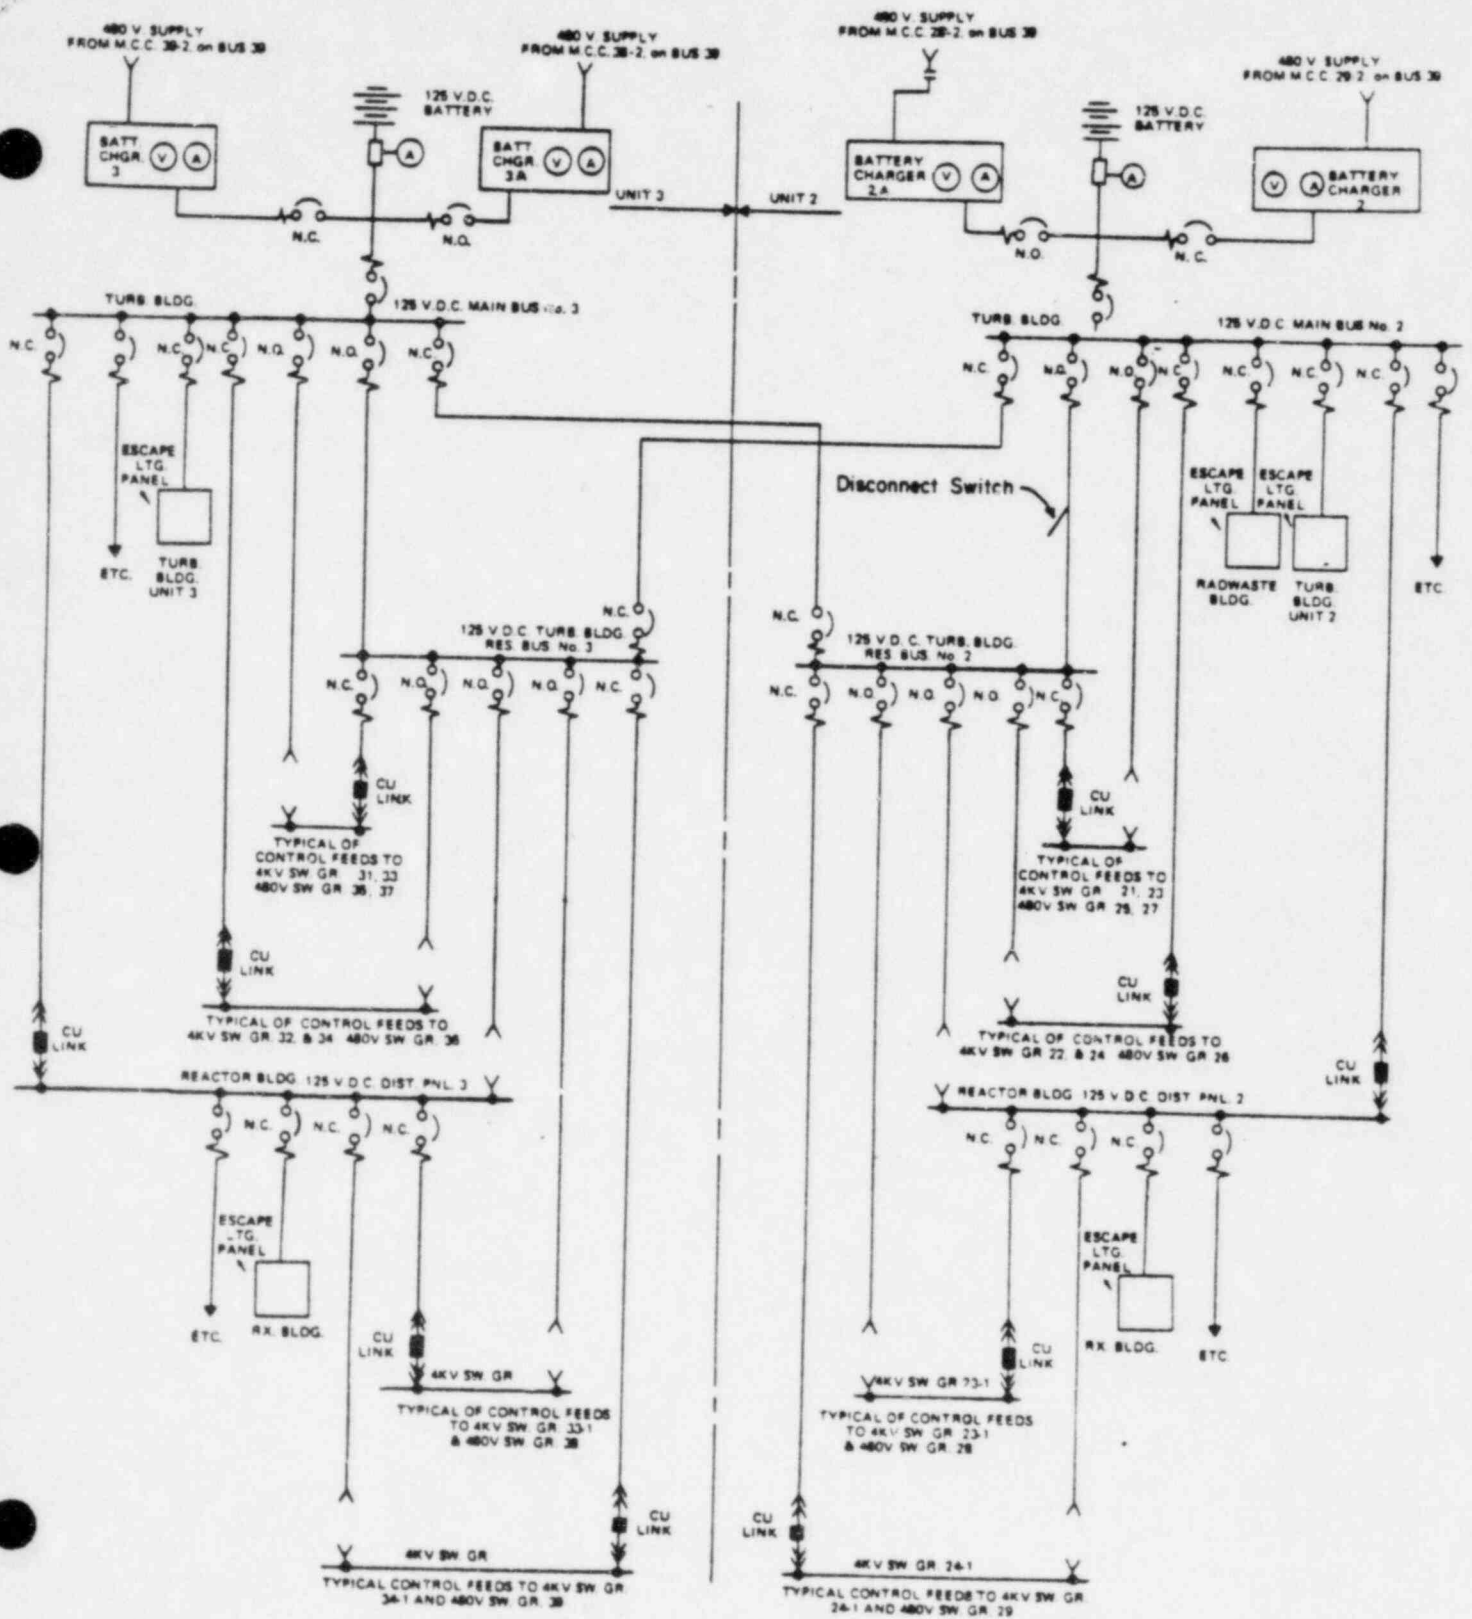 480 V. SUPPLY
FROM M.C.C. 39-2, on BUS 39
480 V. SUPPLY
FROM M.C.C. 38-2, on BUS 39
480 V. SUPPLY
FROM M.C.C. 28-2, on BUS 39
480 V. SUPPLY
FROM M.C.C. 29-2, on BUS 39
BATT.
CHGR.
3
V
A
125 V.D.C.
BATTERY
A
BATT.
CHGR.
3A
V
A
BATTERY
CHARGER
2A
V
A
125 V.D.C.
BATTERY
A
V
A
BATTERY
CHARGER
2
UNIT 3
UNIT 2
N.C.
N.O.
N.O.
N.C.
TURB. BLDG.
125 V.D.C. MAIN BUS No. 3
TURB. BLDG.
125 V.D.C. MAIN BUS No. 2
N.C.
N.C.
N.C.
N.O.
N.O.
N.C.
N.C.
N.O.
N.O.
N.C.
N.C.
N.C.
N.C.
ESCAPE
LTG.
PANEL
ETC.
TURB.
BLDG.
UNIT 3
Disconnect Switch
ESCAPE
LTG.
PANEL
ESCAPE
LTG.
PANEL
RADWASTE
BLDG.
TURB.
BLDG.
UNIT 2
ETC.
N.C.
125 V.D.C. TURB. BLDG.
RES. BUS No. 3
N.C.
125 V.D.C. TURB. BLDG.
RES. BUS No. 2
N.C.
N.O.
N.O.
N.O.
N.C.
N.C.
N.O.
N.O.
N.O.
N.C.
CU
LINK
TYPICAL OF
CONTROL FEEDS TO
4KV SW. GR. 31, 33
480V SW. GR. 35, 37
CU
LINK
TYPICAL OF
CONTROL FEEDS TO
4KV SW. GR. 21, 23
480V SW. GR. 25, 27
CU
LINK
TYPICAL OF CONTROL FEEDS TO
4KV SW. GR. 32, & 34 480V SW. GR. 36
CU
LINK
TYPICAL OF CONTROL FEEDS TO
4KV SW. GR 22, & 24 480V SW. GR 26
CU
LINK
REACTOR BLDG. 125 V.D.C. DIST. PNL. 3
CU
LINK
REACTOR BLDG. 125 V.D.C. DIST. PNL. 2
N.C.
N.C.
N.C.
N.C.
N.C.
N.C.
ESCAPE
LTG.
PANEL
ETC.
RX. BLDG.
ESCAPE
LTG.
PANEL
RX. BLDG.
ETC.
CU
LINK
4KV SW. GR
TYPICAL OF CONTROL FEEDS
TO 4KV SW. GR. 33-1
& 480V SW. GR. 38
CU
LINK
4KV SW. GR 23-1
TYPICAL OF CONTROL FEEDS
TO 4KV SW. GR. 23-1
& 480V SW. GR. 28
CU
LINK
4KV SW. GR
TYPICAL CONTROL FEEDS TO 4KV SW. GR.
34-1 AND 480V SW. GR. 39
CU
LINK
4KV SW. GR. 24-1
TYPICAL CONTROL FEEDS TO 4KV SW. GR.
24-1 AND 480V SW. GR. 29